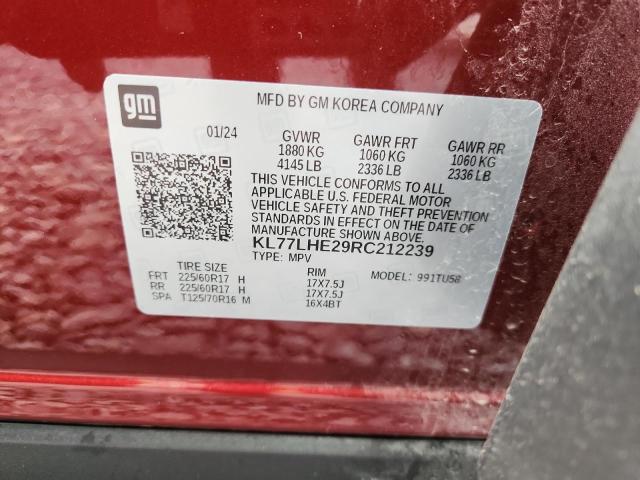 gm
MFD BY GM KOREA COMPANY
01/24 GVWR GAWR FRT GAWR RR
1880 KG 1060 KG 1060 KG
4145 LB 2336 LB 2336 LB
THIS VEHICLE CONFORMS TO ALL
APPLICABLE U.S. FEDERAL MOTOR
VEHICLE SAFETY AND THEFT PREVENTION
STANDARDS IN EFFECT ON THE DATE OF
MANUFACTURE SHOWN ABOVE.
KL77LHE29RC212239
TYPE: MPV MODEL: 991TU58
TIRE SIZE RIM
FRT 225/60R17 H 17X7.5J
RR 225/60R17 H 17X7.5J
SPA T125/70R16 M 16X4BT